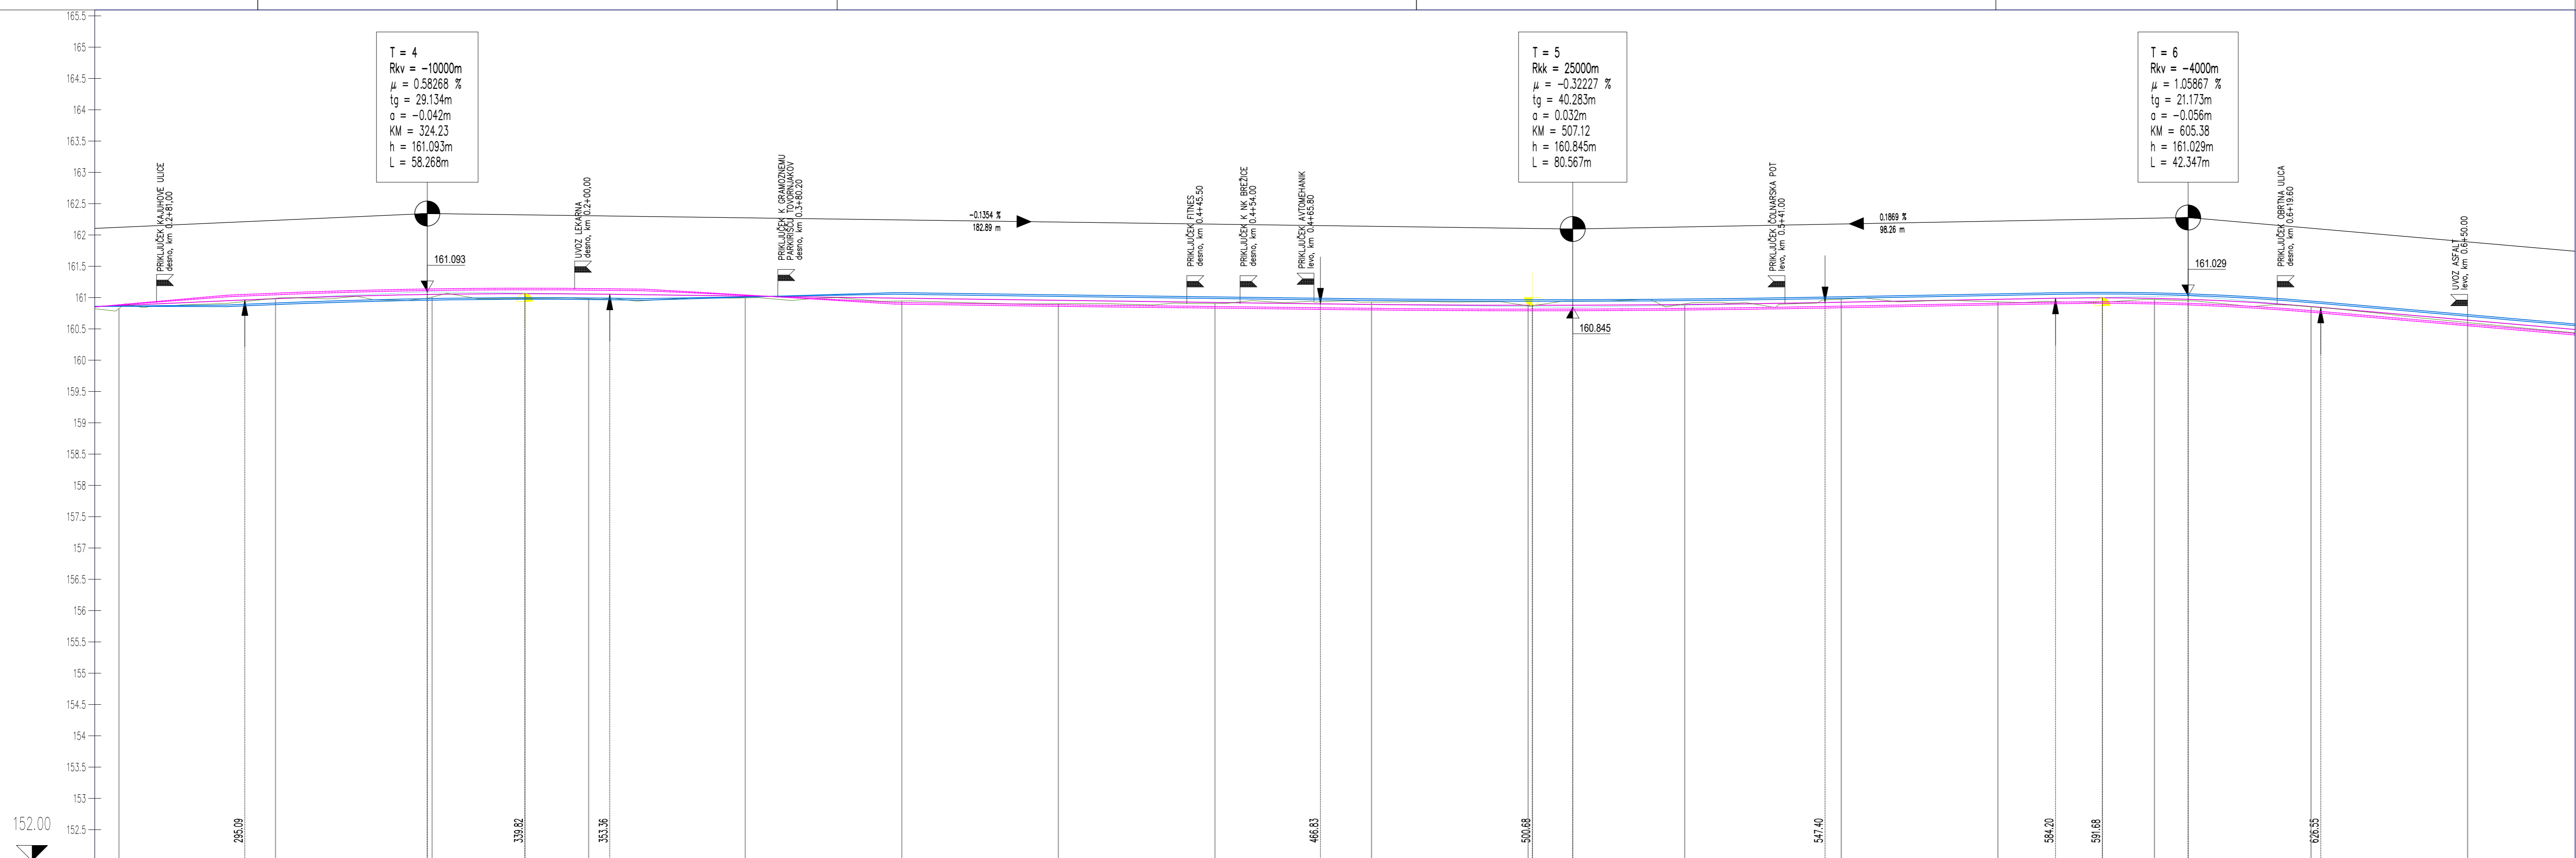 165.5
165
164.5
164
163.5
163
162.5
162
161.5
161
160.5
160
159.5
159
158.5
158
157.5
157
156.5
156
155.5
155
154.5
154
153.5
153
152.5
152.00
T = 4
Rkv = -10000m
μ = 0.58268 %
tg = 29.134m
a = -0.042m
KM = 324.23
h = 161.093m
L = 58.268m
T = 5
Rkk = 25000m
μ = -0.32227 %
tg = 40.283m
a = 0.032m
KM = 507.12
h = 160.845m
L = 80.567m
T = 6
Rkv = -4000m
μ = 1.05867 %
tg = 21.173m
a = -0.056m
KM = 605.38
h = 161.029m
L = 42.347m
PRIKLJUČEK KAJUHOVE ULICE
desno, km 0.2+81,00
161.093
UVOZ LEKARNA
desno, km 0.2+00,00
PRIKLJUČEK K GRAMOZNEMU
PARKIRIŠČU TOVORNJAKOV
desno, km 0.3+80.20
-0.1354 %
182.89 m
PRIKLJUČEK FITNES
desno, km 0.4+45.50
PRIKLJUČEK K NK BREŽICE
desno, km 0.4+54.00
PRIKLJUČEK AVTOMEHANIK
levo, km 0.4+65.80
160.845
PRIKLJUČEK ČOLNARSKA POT
levo, km 0.5+41.00
0.1869 %
98.26 m
161.029
PRIKLJUČEK OBRTNA ULICA
desno, km 0.6+19.60
UVOZ ASFALT
levo, km 0.6+50.00
295.09
339.82
353.36
466.83
500.68
547.40
584.20
591.68
626.55